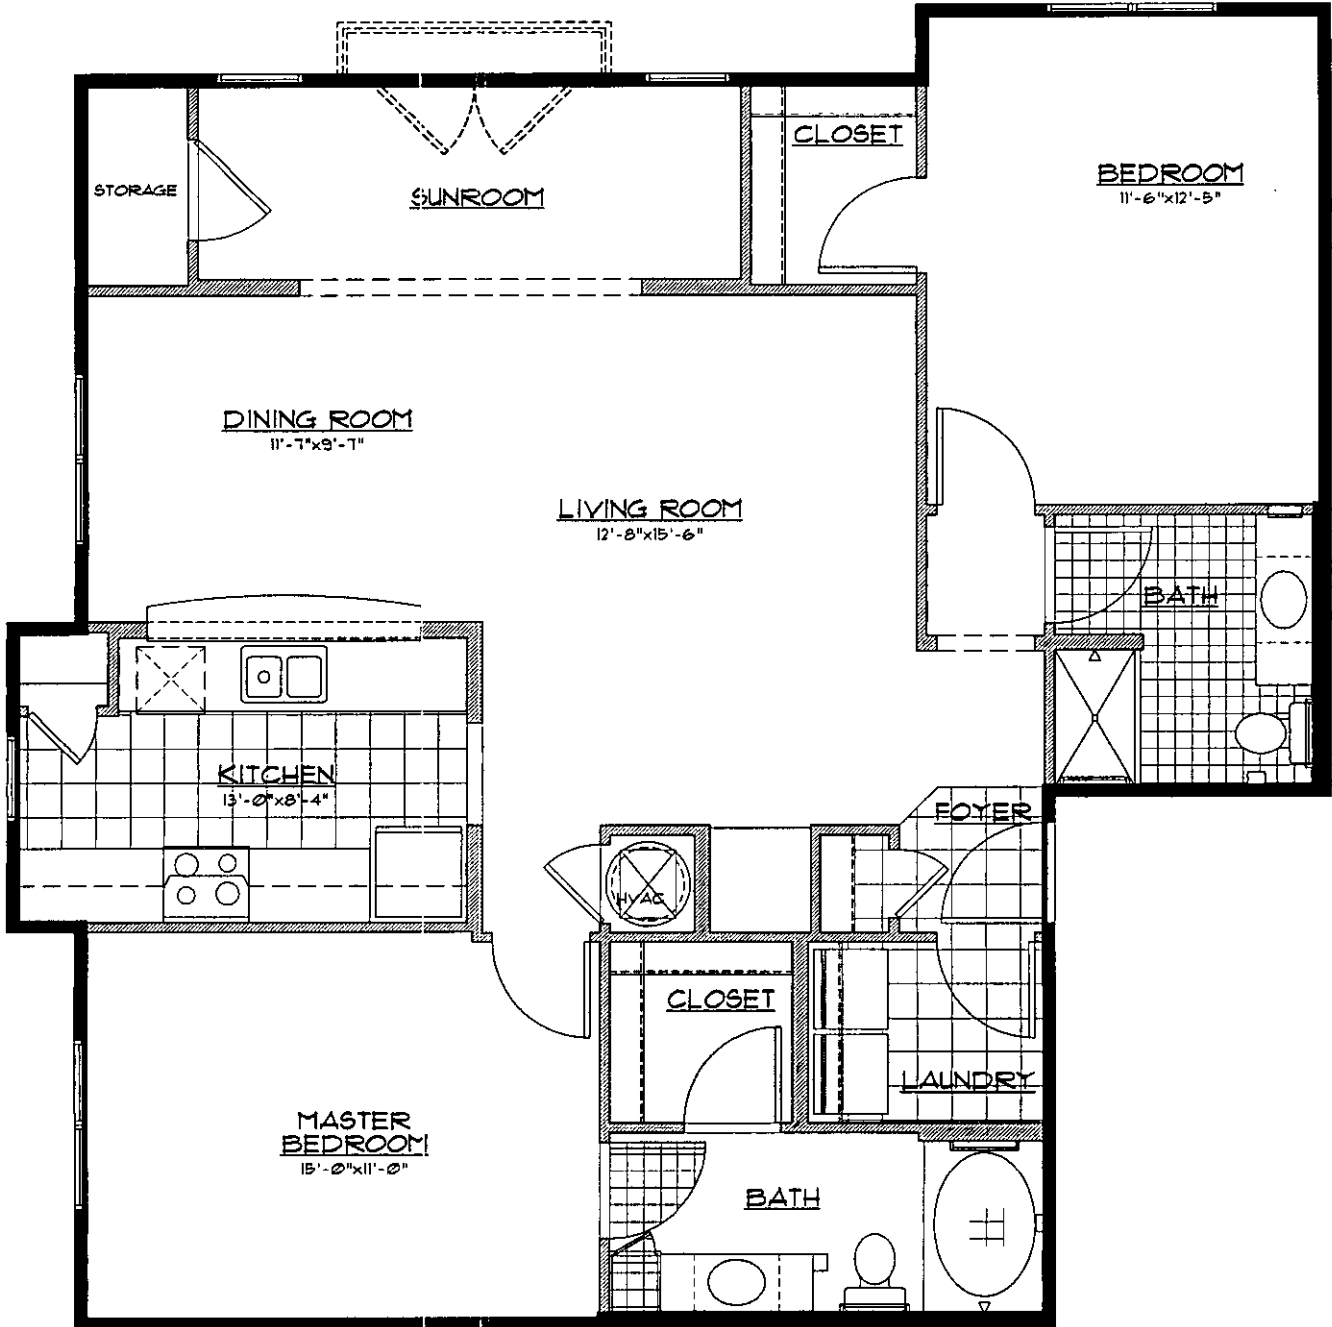 CLOSET
BEDROOM
11'-6"x12'-5"
STORAGE
SUNROOM
DINING ROOM
11'-7"x9'-7"
LIVING ROOM
12'-8"x15'-6"
BATH
KITCHEN
13'-0"x8'-4"
FOYER
HVAC
CLOSET
LAUNDRY
MASTER
BEDROOM
15'-0"x11'-0"
BATH